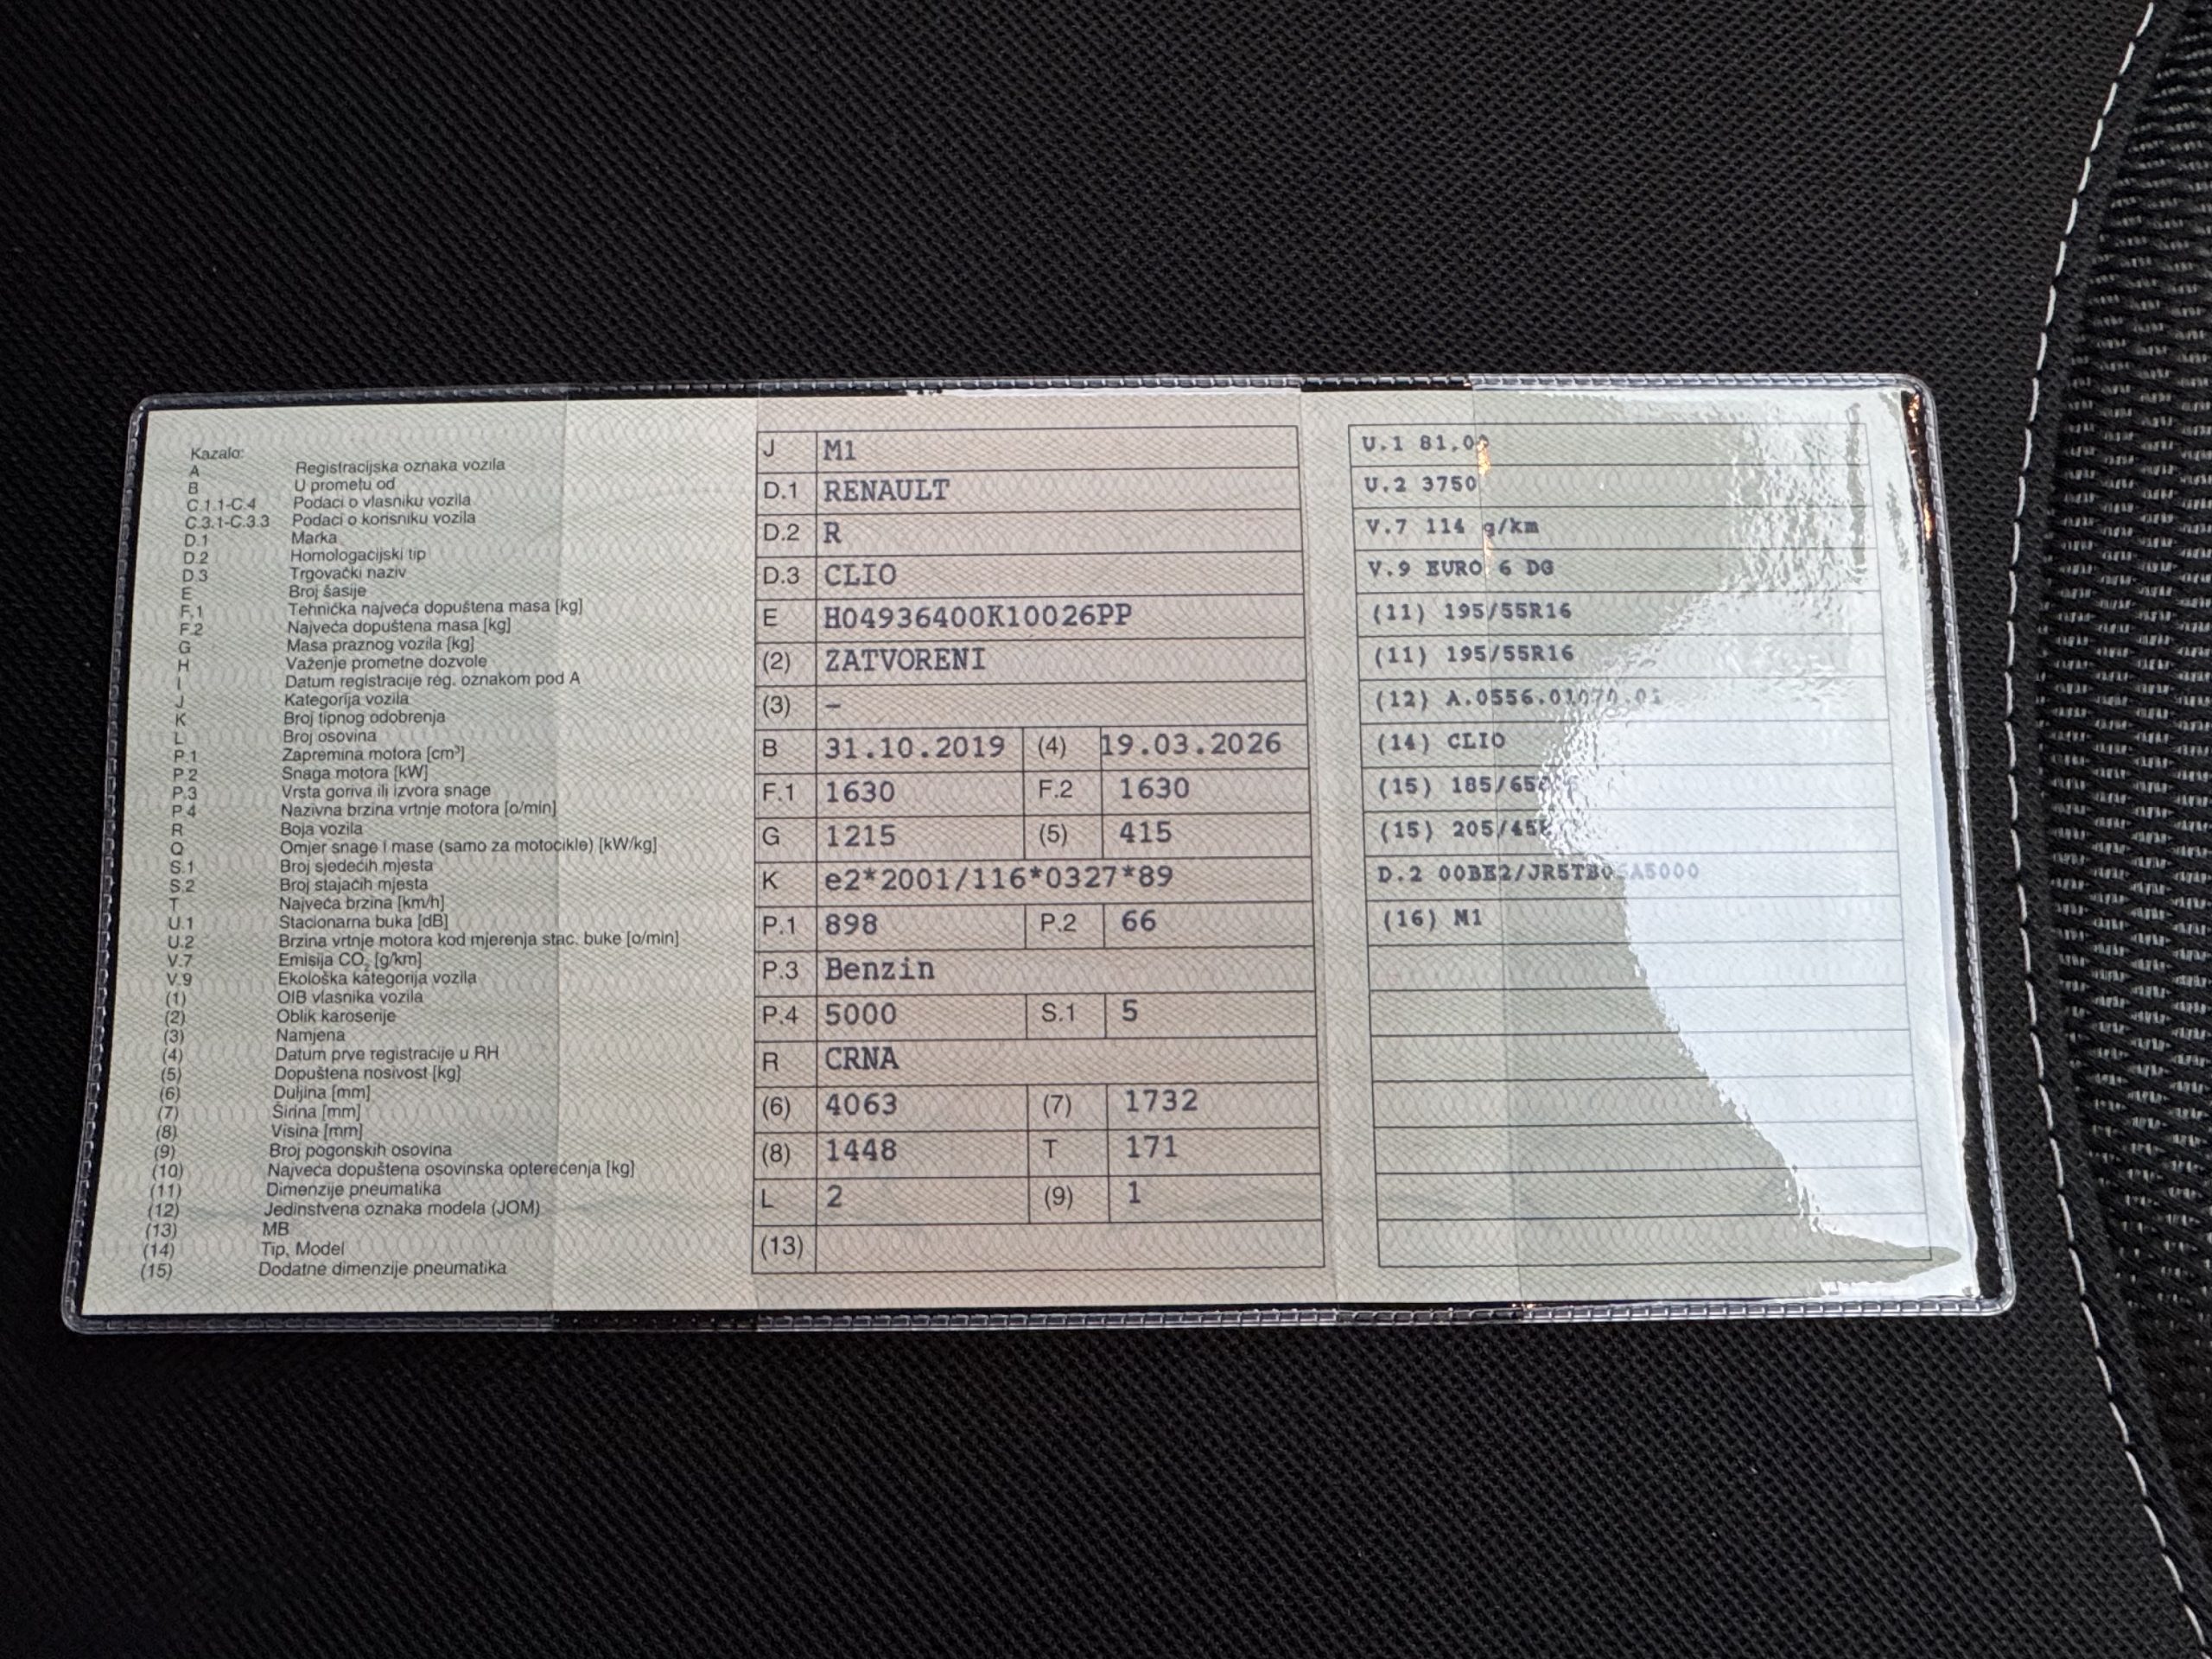 Kazalo:
A Registracijska oznaka vozila
B U prometu od
C.1.1-C.4 Podaci o vlasniku vozila
C.3.1-C.3.3 Podaci o korisniku vozila
D.1 Marka
D.2 Homologacijski tip
D.3 Trgovački naziv
E Broj šasije
F.1 Tehnička najveća dopuštena masa [kg]
F.2 Najveća dopuštena masa [kg]
G Masa praznog vozila [kg]
H Važenje prometne dozvole
I Datum registracije reg. oznakom pod A
J Kategorija vozila
K Broj tipnog odobrenja
L Broj osovina
P.1 Zapremina motora [cm³]
P.2 Snaga motora [kW]
P.3 Vrsta goriva ili izvora snage
P.4 Nazivna brzina vrtnje motora [o/min]
R Boja vozila
Q Omjer snage i mase (samo za motocikle) [kW/kg]
S.1 Broj sjedećih mjesta
S.2 Broj stajaćih mjesta
T Najveća brzina [km/h]
U.1 Stacionarna buka [dB]
U.2 Brzina vrtnje motora kod mjerenja stac. buke [o/min]
V.7 Emisija CO₂ [g/km]
V.9 Ekološka kategorija vozila
(1) OIB vlasnika vozila
(2) Oblik karoserije
(3) Namjena
(4) Datum prve registracije u RH
(5) Dopuštena nosivost [kg]
(6) Duljina [mm]
(7) Širina [mm]
(8) Visina [mm]
(9) Broj pogonskih osovina
(10) Najveća dopuštena osovinska opterećenja [kg]
(11) Dimenzije pneumatika
(12) Jedinstvena oznaka modela (JOM)
(13) MB
(14) Tip, Model
(15) Dodatne dimenzije pneumatika
J M1
D.1 RENAULT
D.2 R
D.3 CLIO
E H04936400K10026PP
(2) ZATVORENI
(3) –
B 31.10.2019 (4) 19.03.2026
F.1 1630 F.2 1630
G 1215 (5) 415
K e2*2001/116*0327*89
P.1 898 P.2 66
P.3 Benzin
P.4 5000 S.1 5
R CRNA
(6) 4063 (7) 1732
(8) 1448 T 171
L 2 (9) 1
(13)
U.1
U.2 3750
V.7 114 g/km
V.9 EURO 6 DG
(11) 195/55R16
(11) 195/55R16
(12)
(14) CLIO
(15)
(15)
D.2
(16) M1